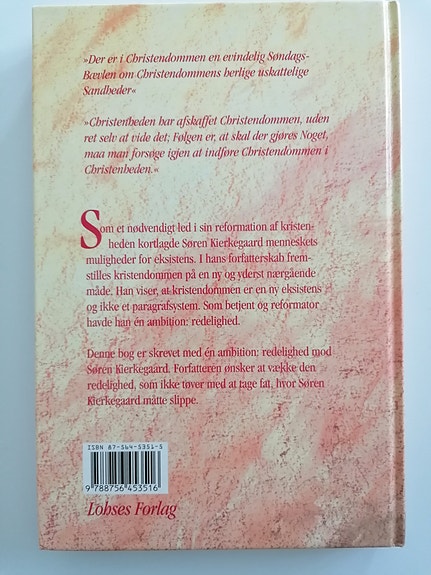 »Der er i Christendommen en evindelig Søndags-
Bævlen om Christendommens herlige uskattelige
Sandheder«
»Christenheden har afskaffet Christendommen, uden
ret selv at vide det; Følgen er, at skal der gjøres Noget,
maa man forsøge igjen at indføre Christendommen i
Christenheden.«
Som et nødvendigt led i sin reformation af kristen-
heden kortlagde Søren Kierkegaard menneskets
muligheder for eksistens. I hans forfatterskab frem-
stilles kristendommen på en ny og yderst nærgående
måde. Han viser, at kristendommen er en ny eksistens
og ikke et paragrafsystem. Som betjent og reformator
havde han én ambition: redelighed.
Denne bog er skrevet med én ambition: redelighed mod
Søren Kierkegaard. Forfatteren ønsker at vække den
redelighed, som ikke tøver med at tage fat, hvor Søren
Kierkegaard måtte slippe.
ISBN 87-564-5351-5
9 788756 453516
Lohses Forlag